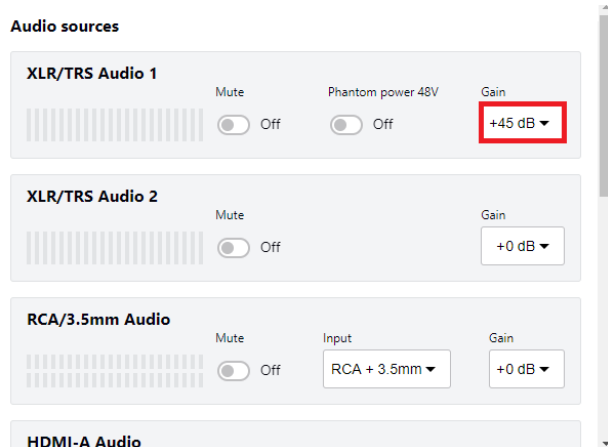 Audio sources
XLR/TRS Audio 1
Mute Phantom power 48V Gain
Off Off +45 dB
XLR/TRS Audio 2
Mute Gain
Off +0 dB
RCA/3.5mm Audio
Mute Input Gain
Off RCA + 3.5mm +0 dB
HDMI-A Audio